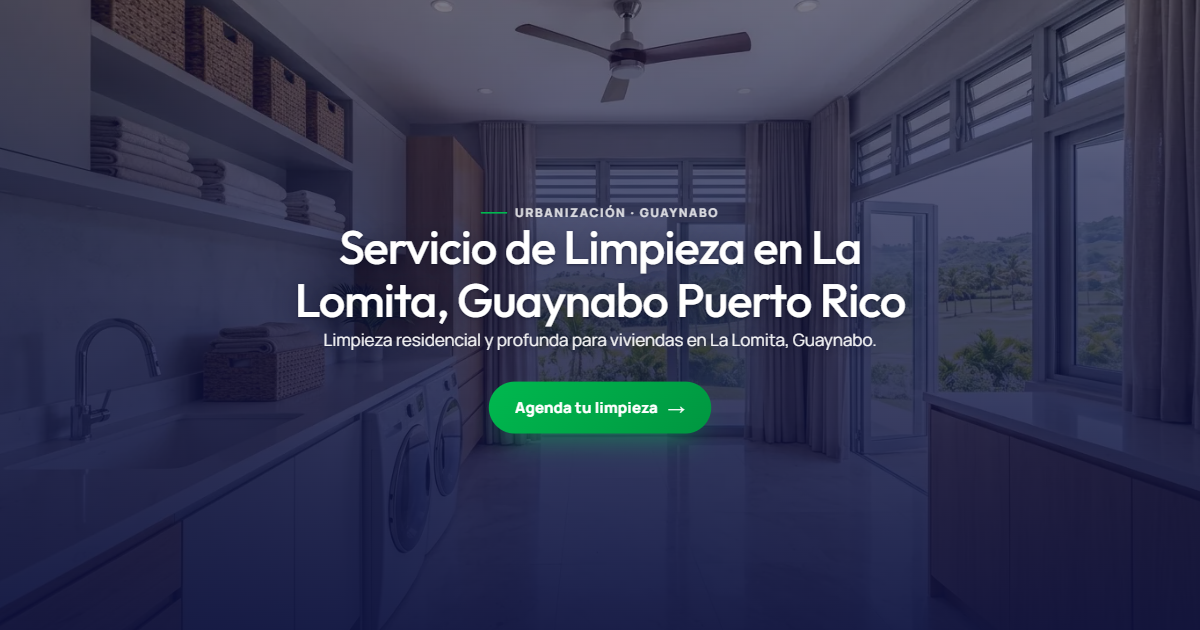 URBANIZACIÓN · GUAYNABO
Servicio de Limpieza en La
Lomita, Guaynabo Puerto Rico
Limpieza residencial y profunda para viviendas en La Lomita, Guaynabo.
Agenda tu limpieza →